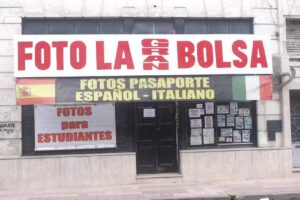 FOTO LA GRAN BOLSA
FOTOS PASAPORTE
ESPAÑOL - ITALIANO
FOTOS
para
ESTUDIANTES